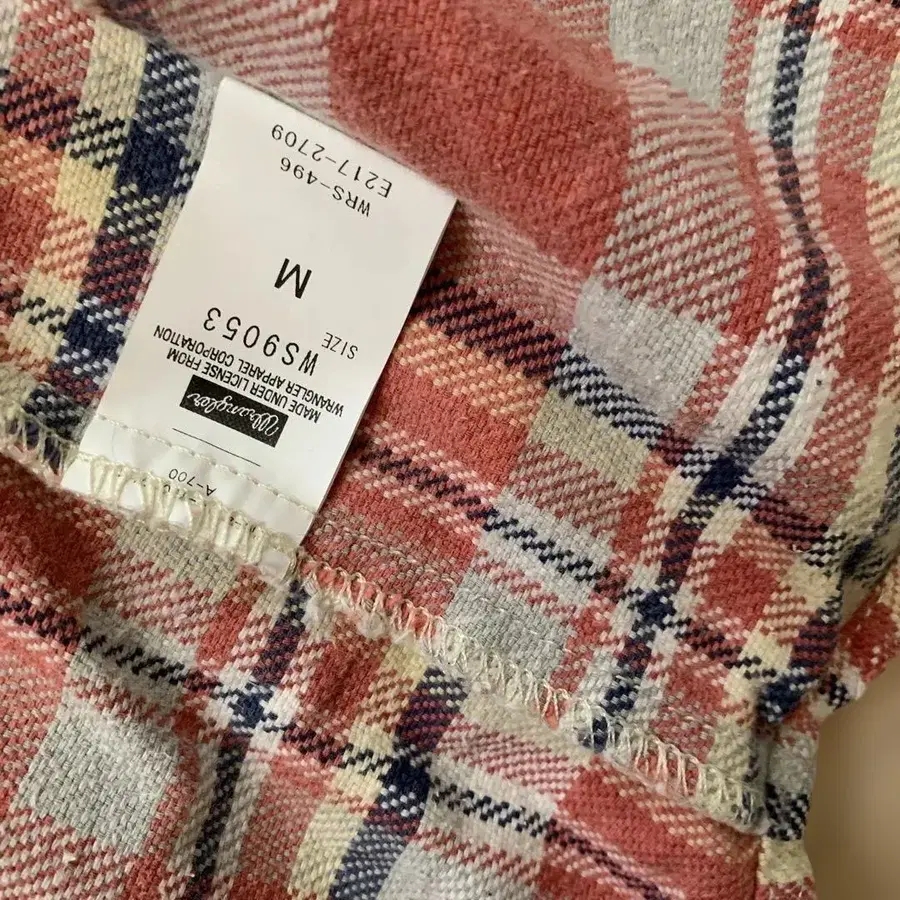 A-700
Wrangler
MADE UNDER LICENSE FROM
WRANGLER APPAREL CORPORATION
WS9053
SIZE
M
WRS-496
E217-2709